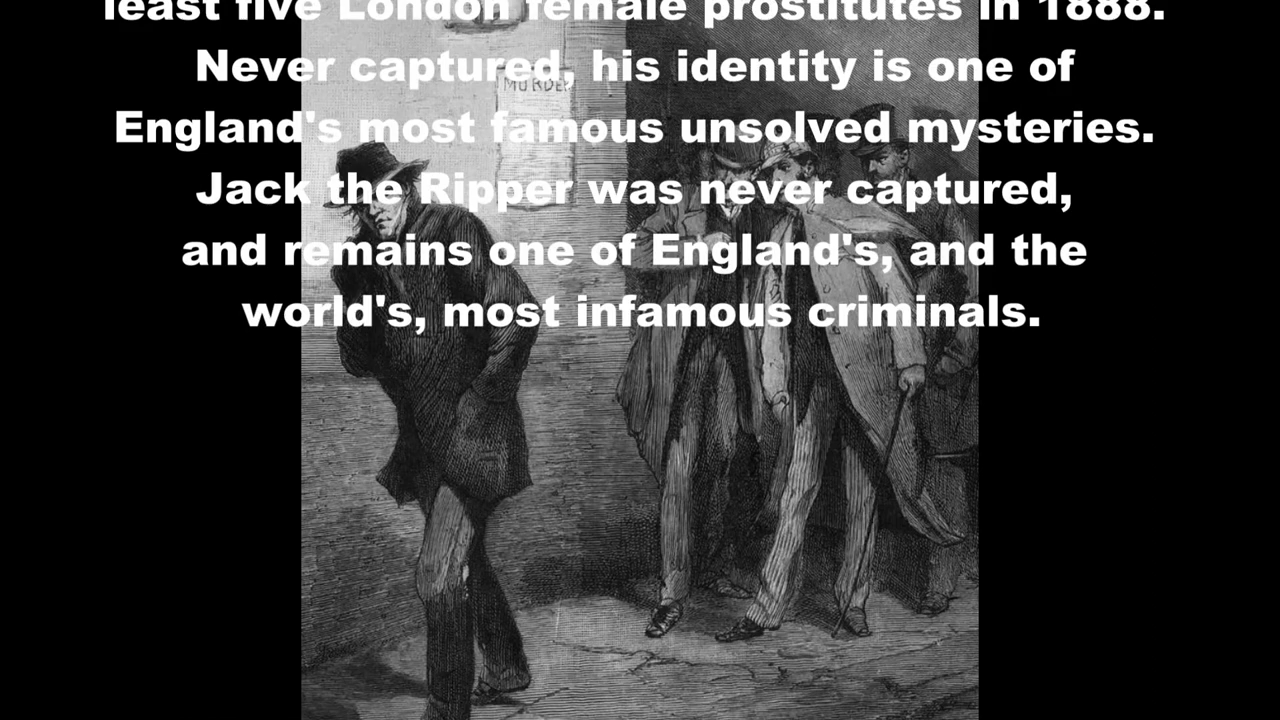 least five London female prostitutes in 1888.
Never captured, his identity is one of
England's most famous unsolved mysteries.
Jack the Ripper was never captured,
and remains one of England's, and the
world's, most infamous criminals.
MURDER